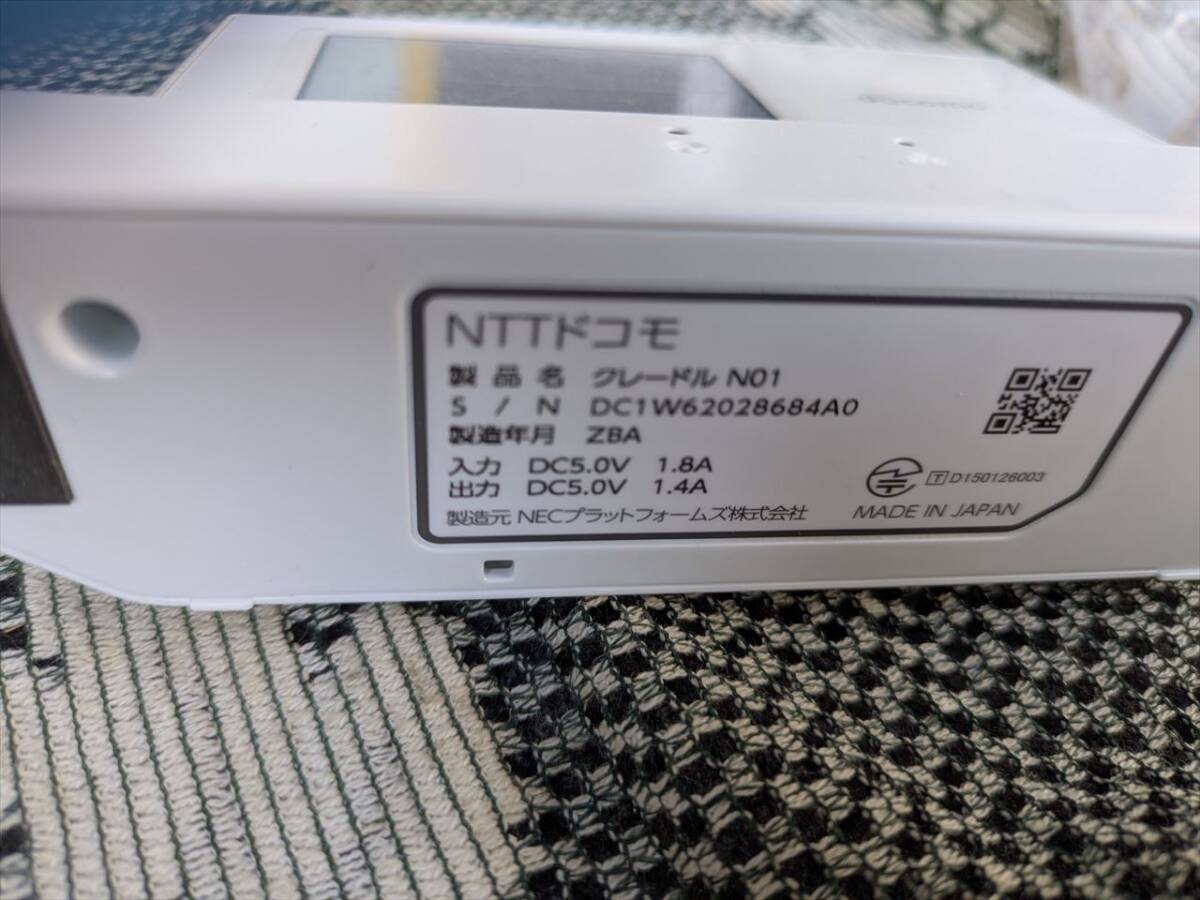 NTTドコモ
製品名 クレードル N01
S / N DC1W62028684A0
製造年月 ZBA
入力 DC5.0V 1.8A
出力 DC5.0V 1.4A
T D150126003
製造元 NECプラットフォームズ株式会社 MADE IN JAPAN